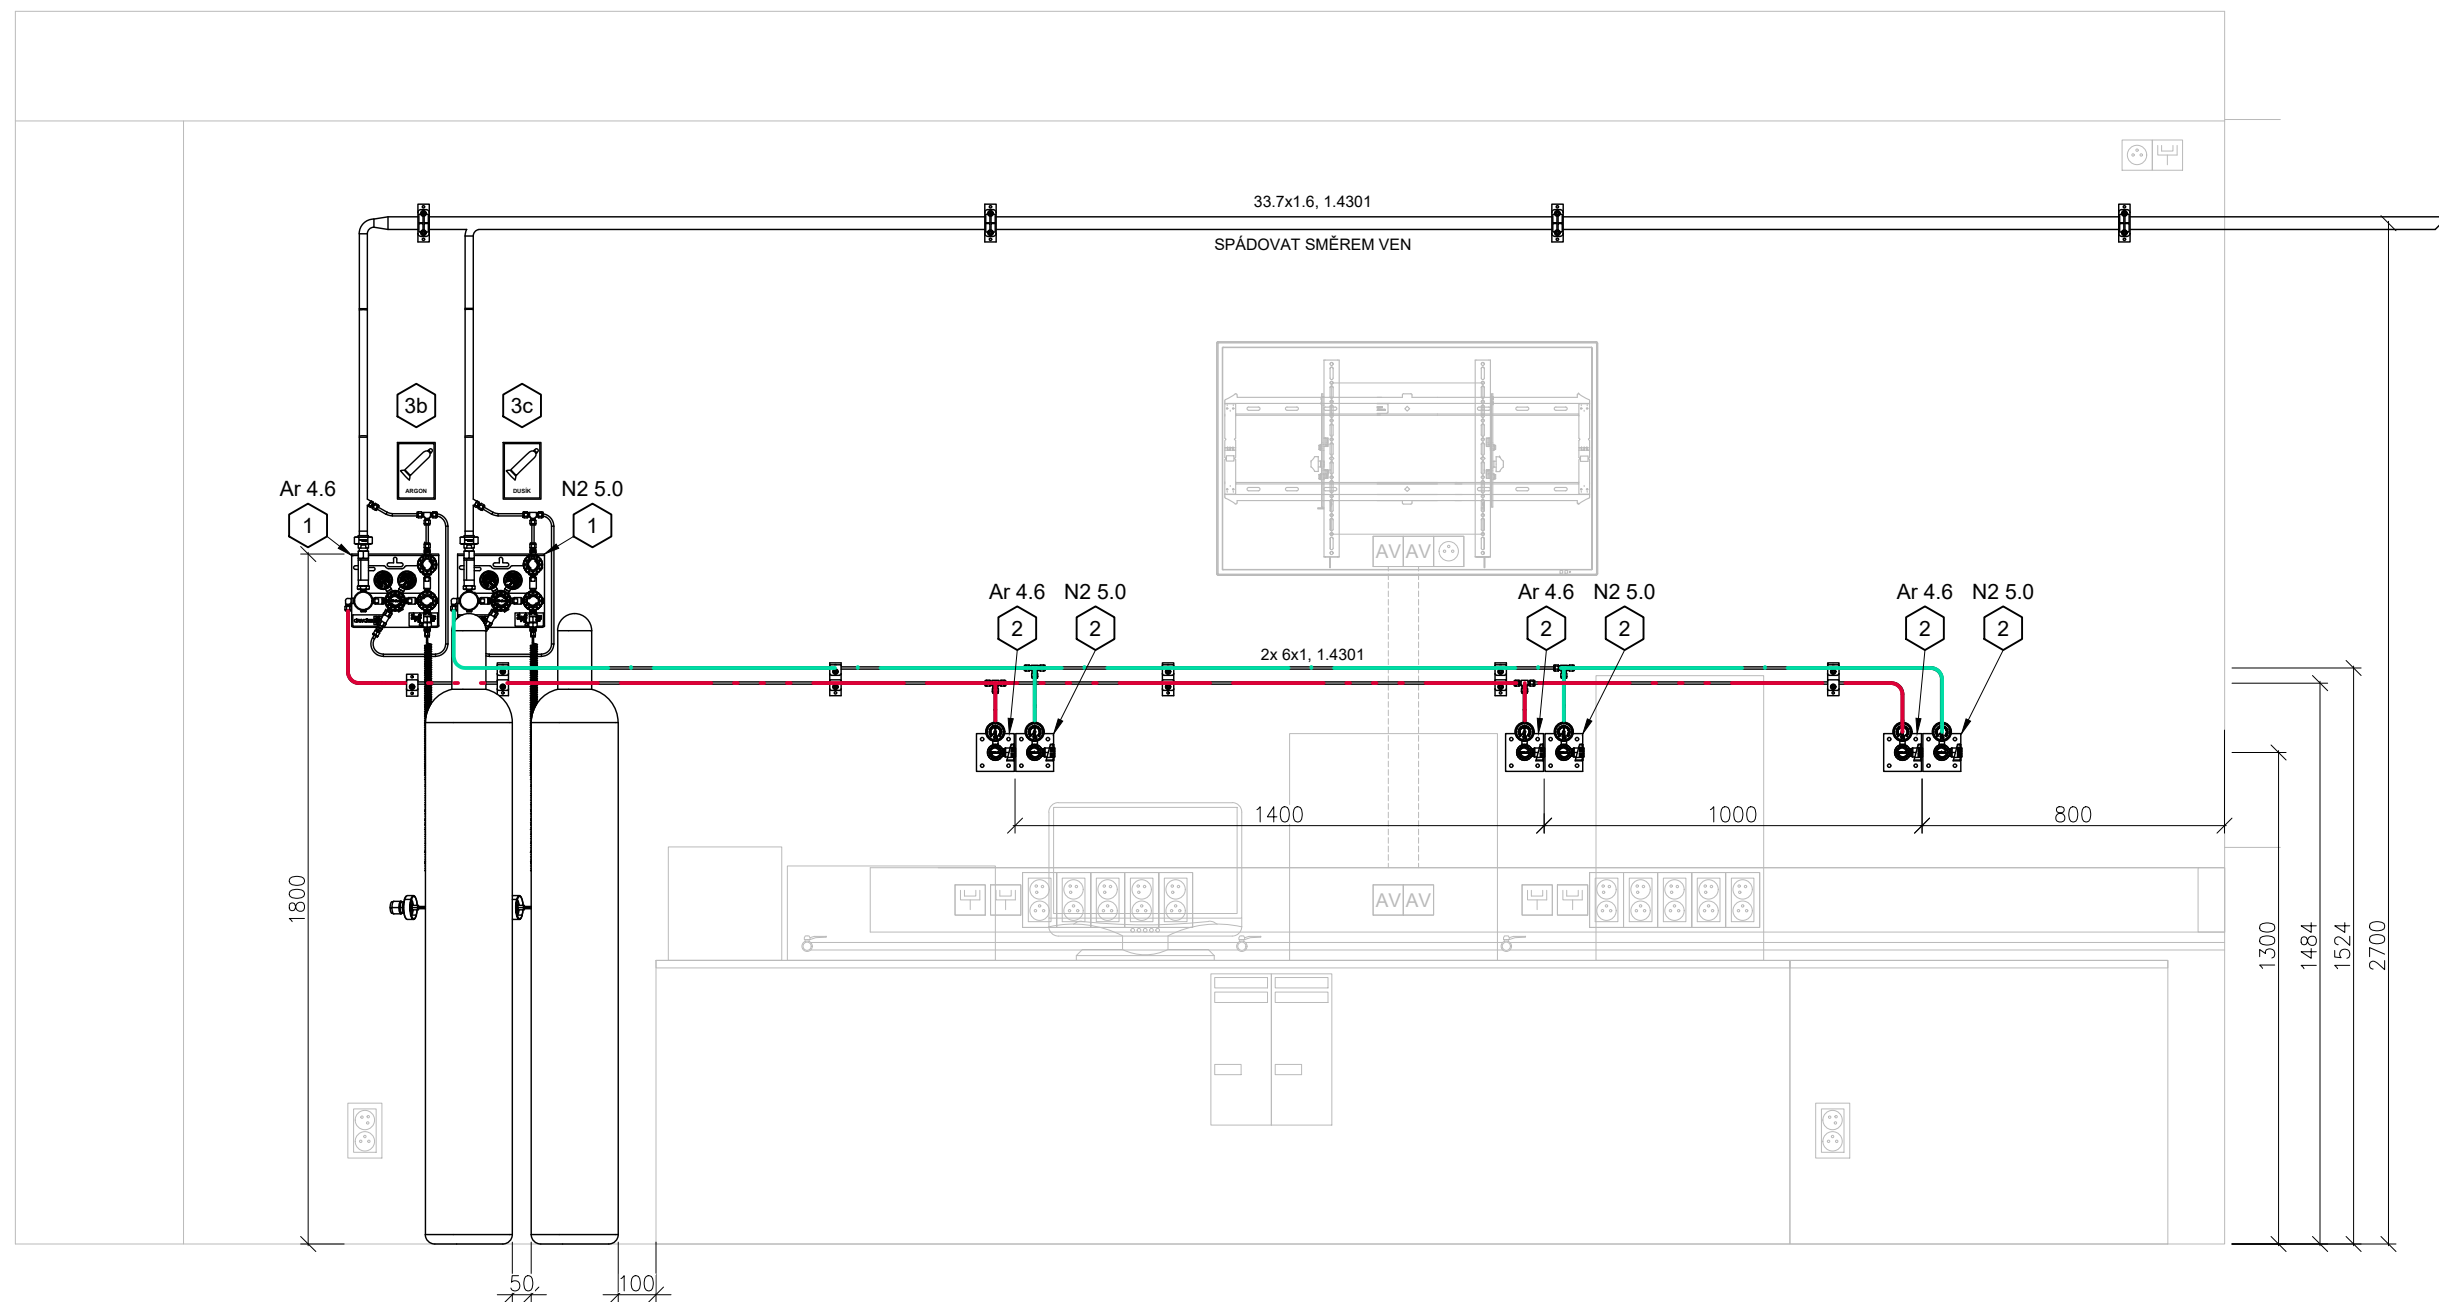 33.7x1.6, 1.4301
SPÁDOVAT SMĚREM VEN
3b
3c
ARGON
DUSÍK
Ar 4.6
N2 5.0
1
1
AV AV
Ar 4.6
N2 5.0
Ar 4.6
N2 5.0
Ar 4.6
N2 5.0
2
2
2
2
2
2
2x 6x1, 1.4301
1400
1000
800
1800
AV AV
1300
1484
1524
2700
50
100